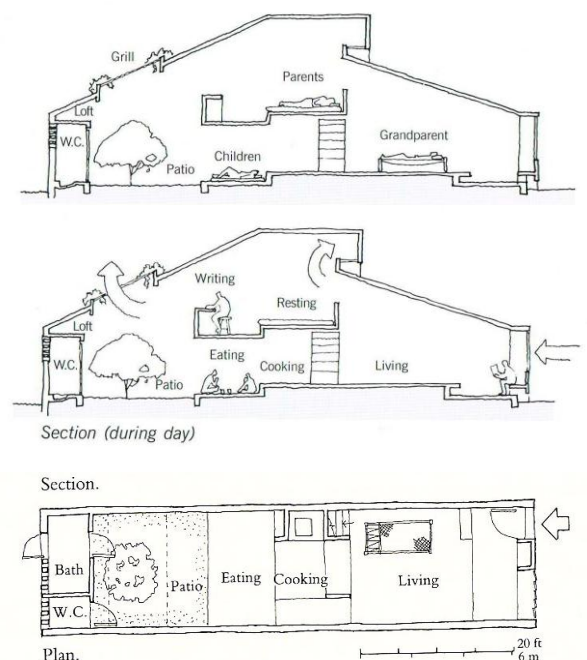 Grill
Parents
Loft
W.C.
Grandparent
Children
Patio
Writing
Resting
Loft
Eating
W.C.
Cooking
Living
Patio
Section (during day)
Section.
Bath
Patio
Eating
Cooking
Living
W.C.
20 ft
6 m
Plan.